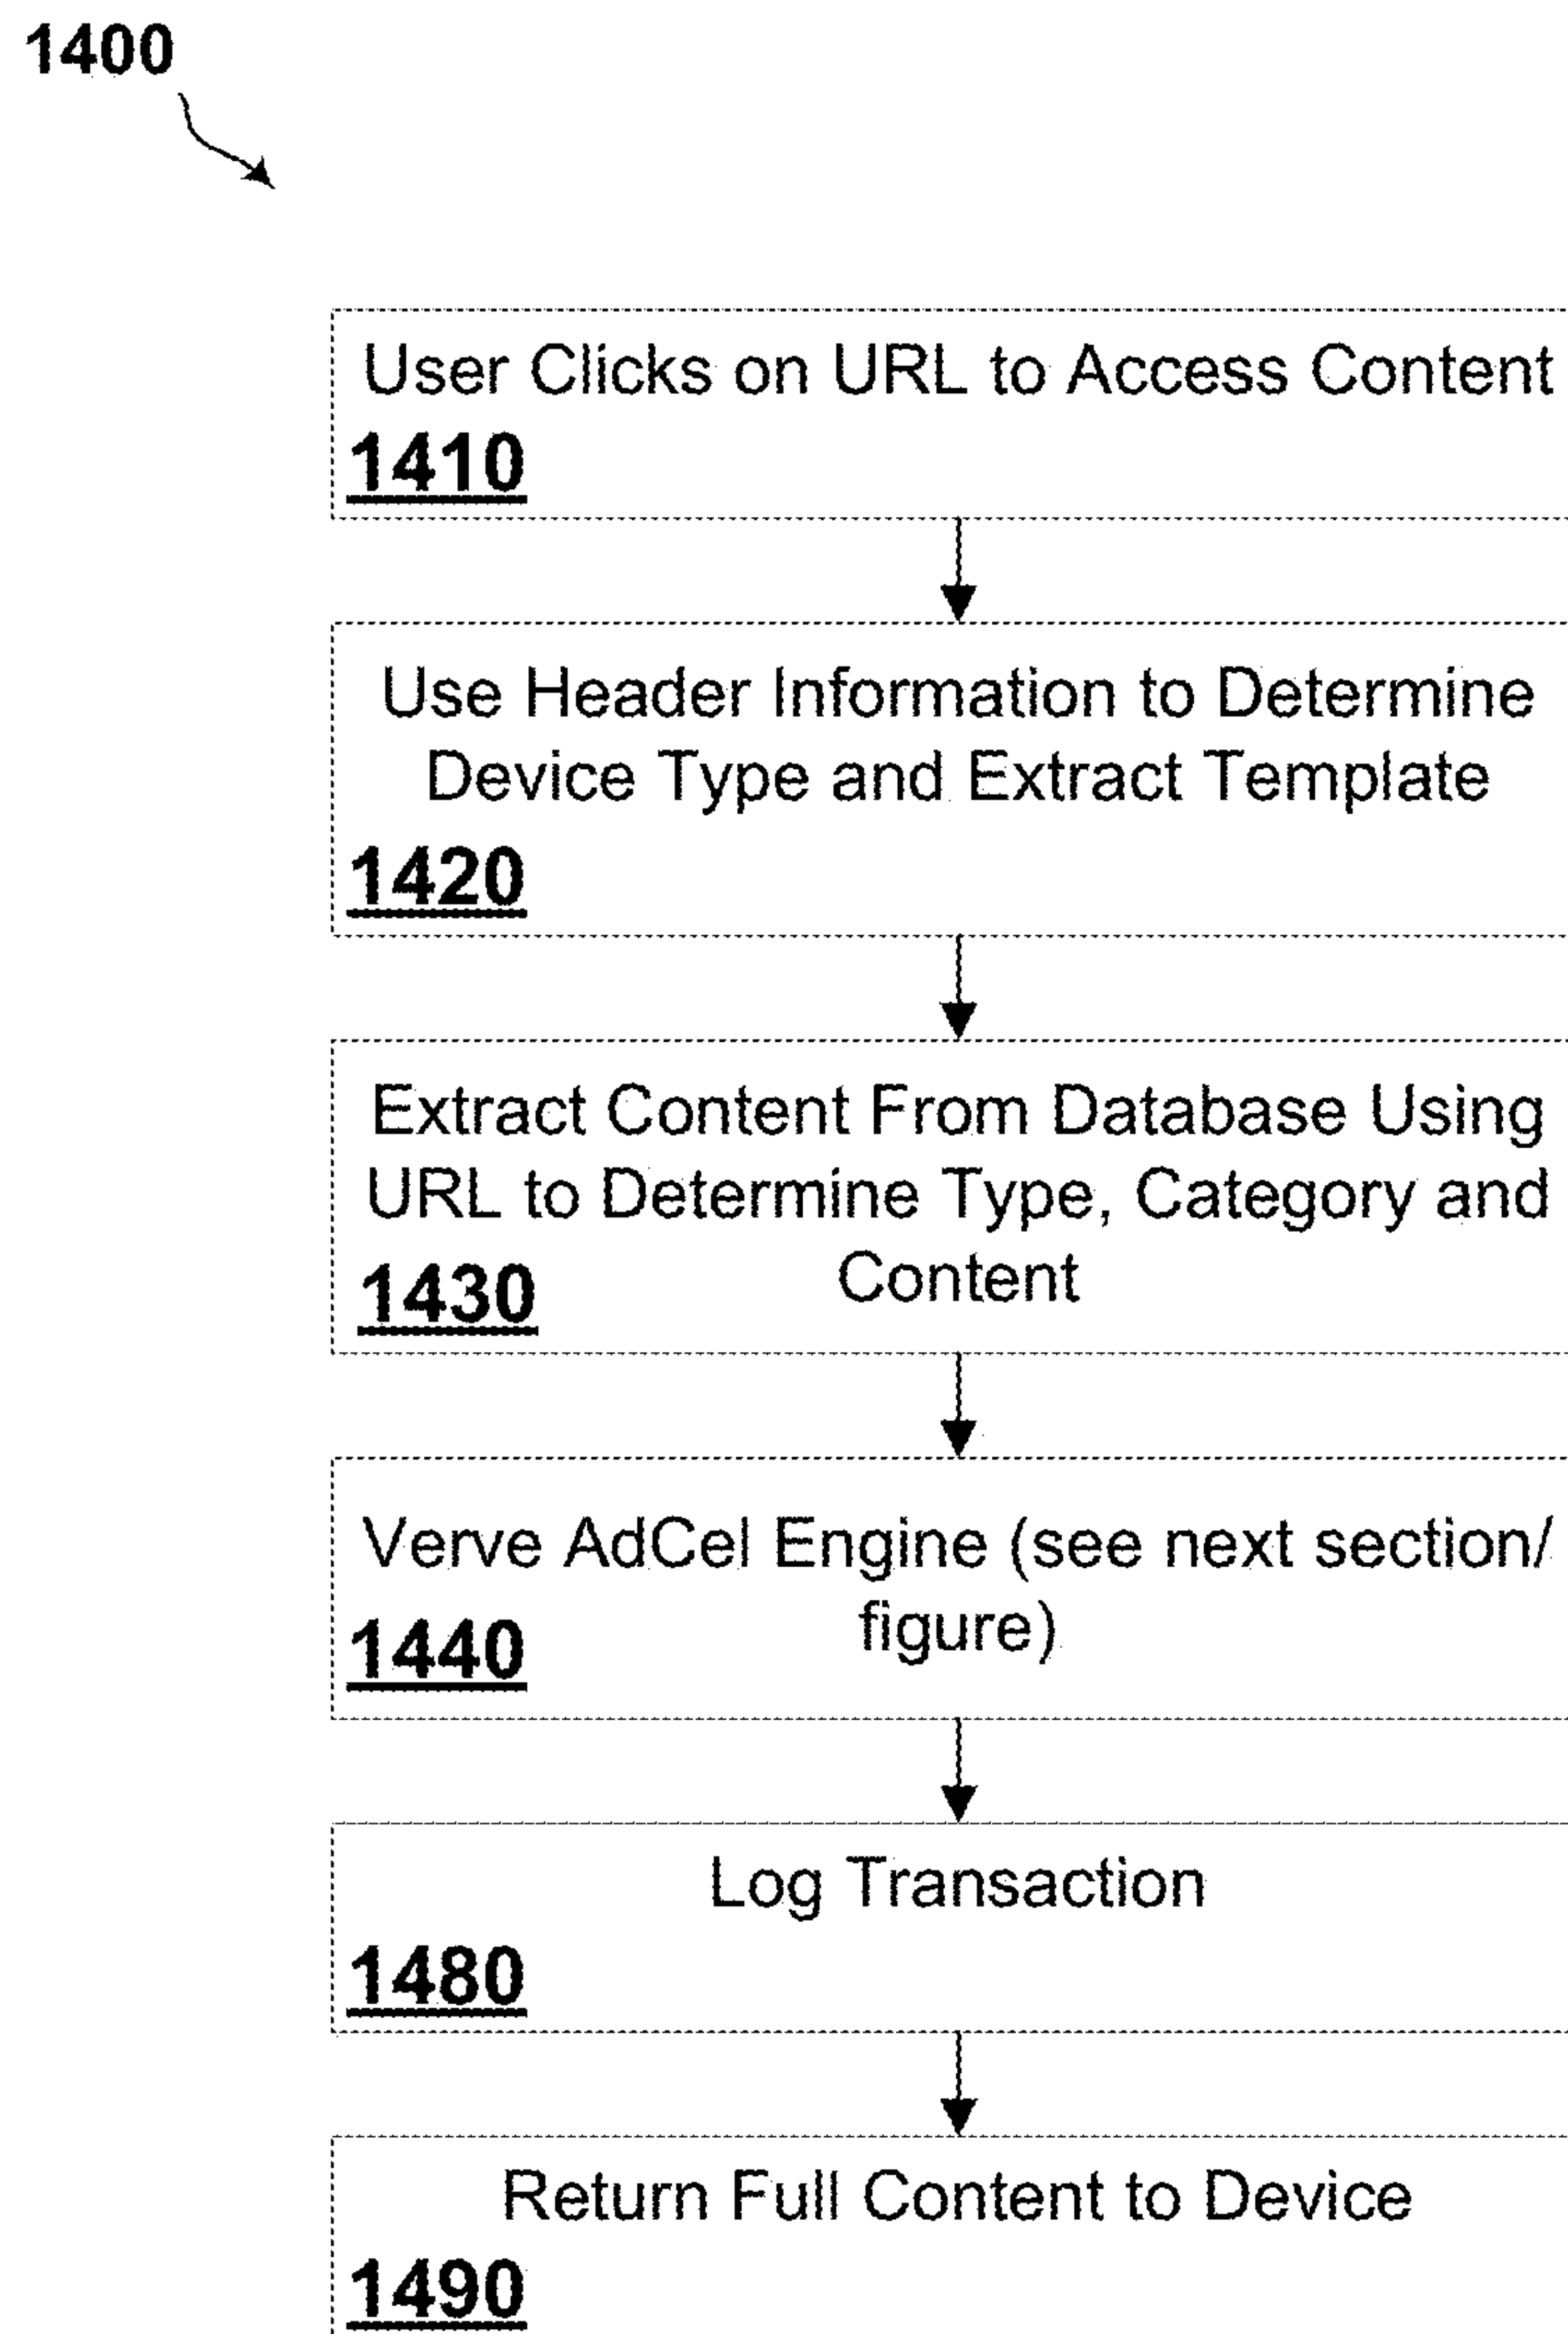 1400
User Clicks on URL to Access Content
1410
Use Header Information to Determine
Device Type and Extract Template
1420
Extract Content From Database Using
URL to Determine Type, Category and
Content
1430
Verve AdCel Engine (see next section/
figure)
1440
Log Transaction
1480
Return Full Content to Device
1490